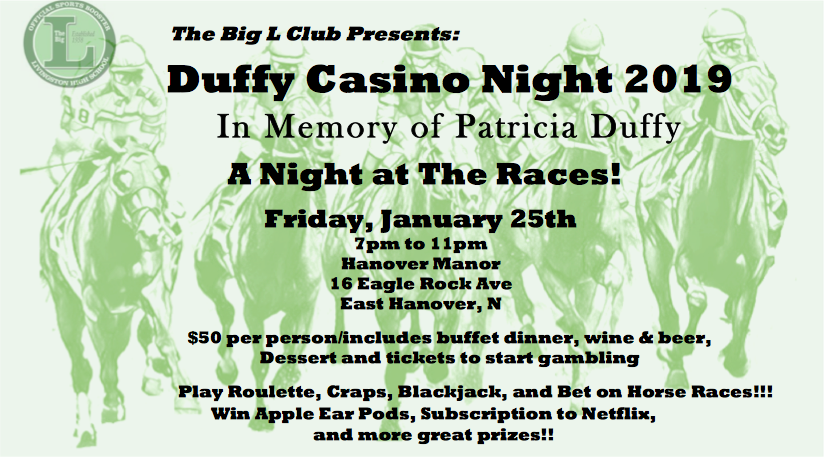 The Big L Club Presents:
Duffy Casino Night 2019
In Memory of Patricia Duffy
A Night at The Races!
Friday, January 25th
7pm to 11pm
Hanover Manor
16 Eagle Rock Ave
East Hanover, N
$50 per person/includes buffet dinner, wine & beer,
Dessert and tickets to start gambling
Play Roulette, Craps, Blackjack, and Bet on Horse Races!!!
Win Apple Ear Pods, Subscription to Netflix,
and more great prizes!!
OFFICIAL SPORTS BOOSTER
The Big
L
Established
LIVINGSTON HIGH SCHOOL
8